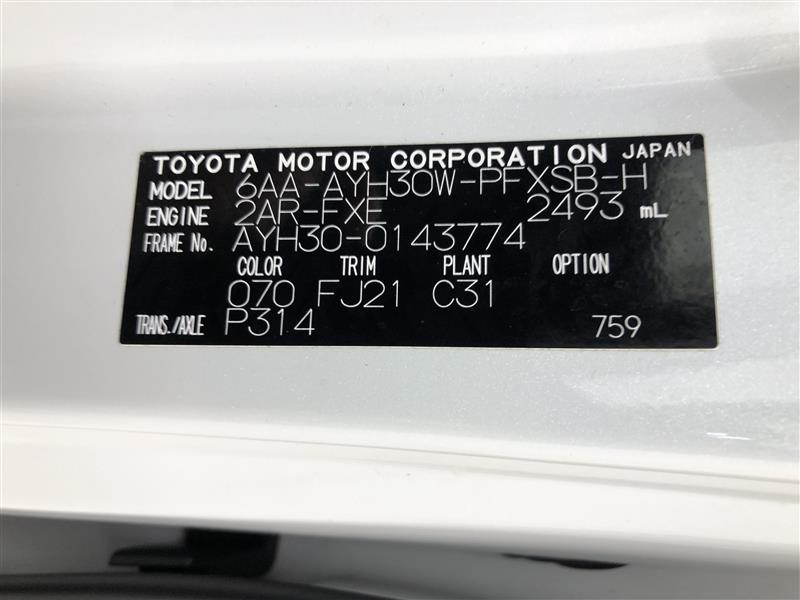 TOYOTA MOTOR CORPORATION JAPAN
MODEL 6AA-AYH30W-PFXSB-H
ENGINE 2AR-FXE 2493 mL
FRAME No. AYH30-0143774
COLOR TRIM PLANT OPTION
070 FJ21 C31
TRANS./AXLE P314 759